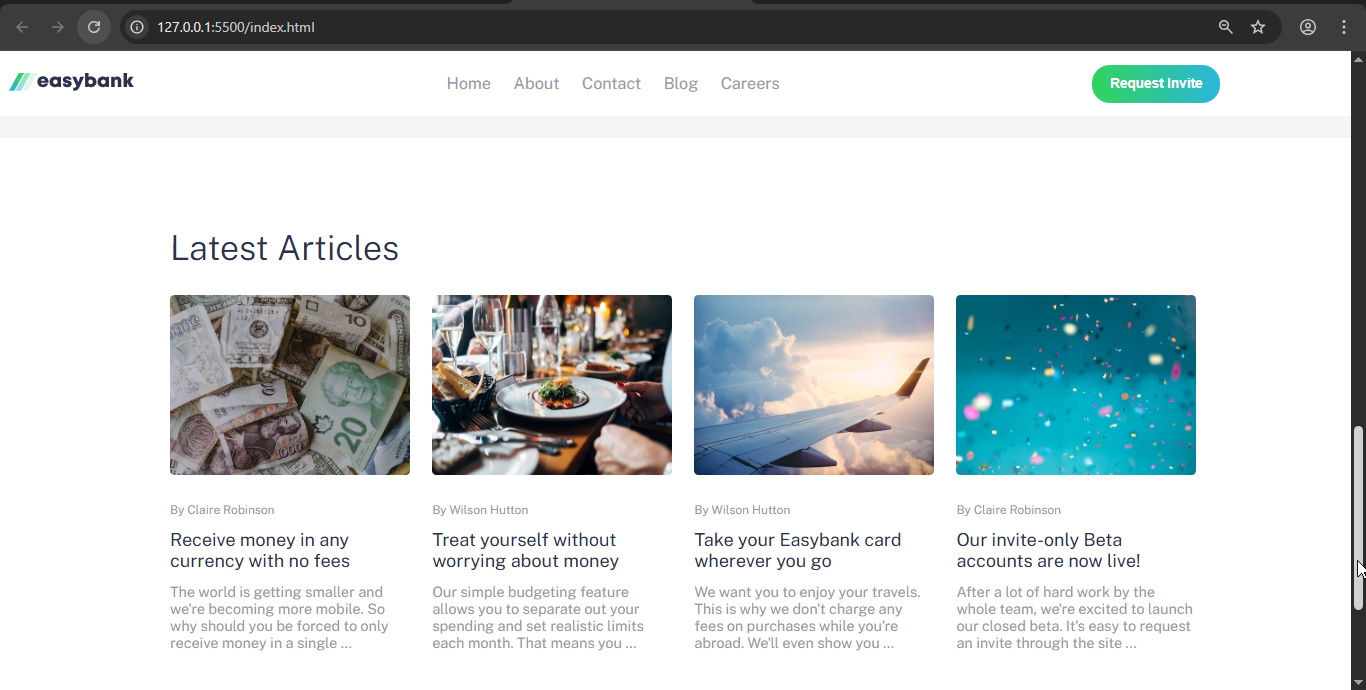 127.0.0.1:5500/index.html
easybank
Home About Contact Blog Careers
Request Invite
Latest Articles
10
20
1000
By Claire Robinson
Receive money in any
currency with no fees
The world is getting smaller and
we're becoming more mobile. So
why should you be forced to only
receive money in a single ...
By Wilson Hutton
Treat yourself without
worrying about money
Our simple budgeting feature
allows you to separate out your
spending and set realistic limits
each month. That means you ...
By Wilson Hutton
Take your Easybank card
wherever you go
We want you to enjoy your travels.
This is why we don't charge any
fees on purchases while you're
abroad. We'll even show you ...
By Claire Robinson
Our invite-only Beta
accounts are now live!
After a lot of hard work by the
whole team, we're excited to launch
our closed beta. It's easy to request
an invite through the site ...